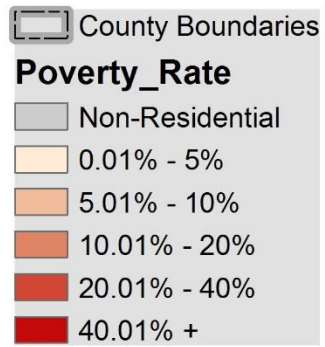 County Boundaries
Poverty_Rate
Non-Residential
0.01% - 5%
5.01% - 10%
10.01% - 20%
20.01% - 40%
40.01% +